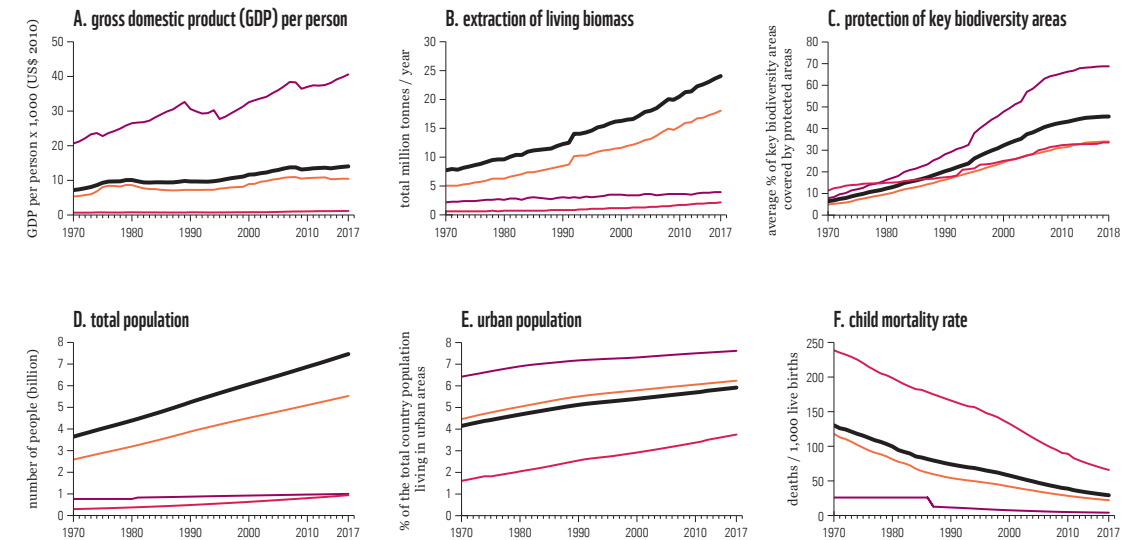 A. gross domestic product (GDP) per person
GDP per person x 1,000 (US$ 2010)
50
40
30
20
10
0
1970 1980 1990 2000 2010 2017
B. extraction of living biomass
total million tonnes / year
30
25
20
15
10
5
0
1970 1980 1990 2000 2010 2017
C. protection of key biodiversity areas
average % of key biodiversity areas
covered by protected areas
80
70
60
50
40
30
20
10
0
1970 1980 1990 2000 2010 2018
D. total population
number of people (billion)
8
7
6
5
4
3
2
1
0
1970 1980 1990 2000 2010 2017
E. urban population
% of the total country population
living in urban areas
8
7
6
5
4
3
2
1
0
1970 1980 1990 2000 2010 2017
F. child mortality rate
deaths / 1,000 live births
250
200
150
100
50
0
1970 1980 1990 2000 2010 2017